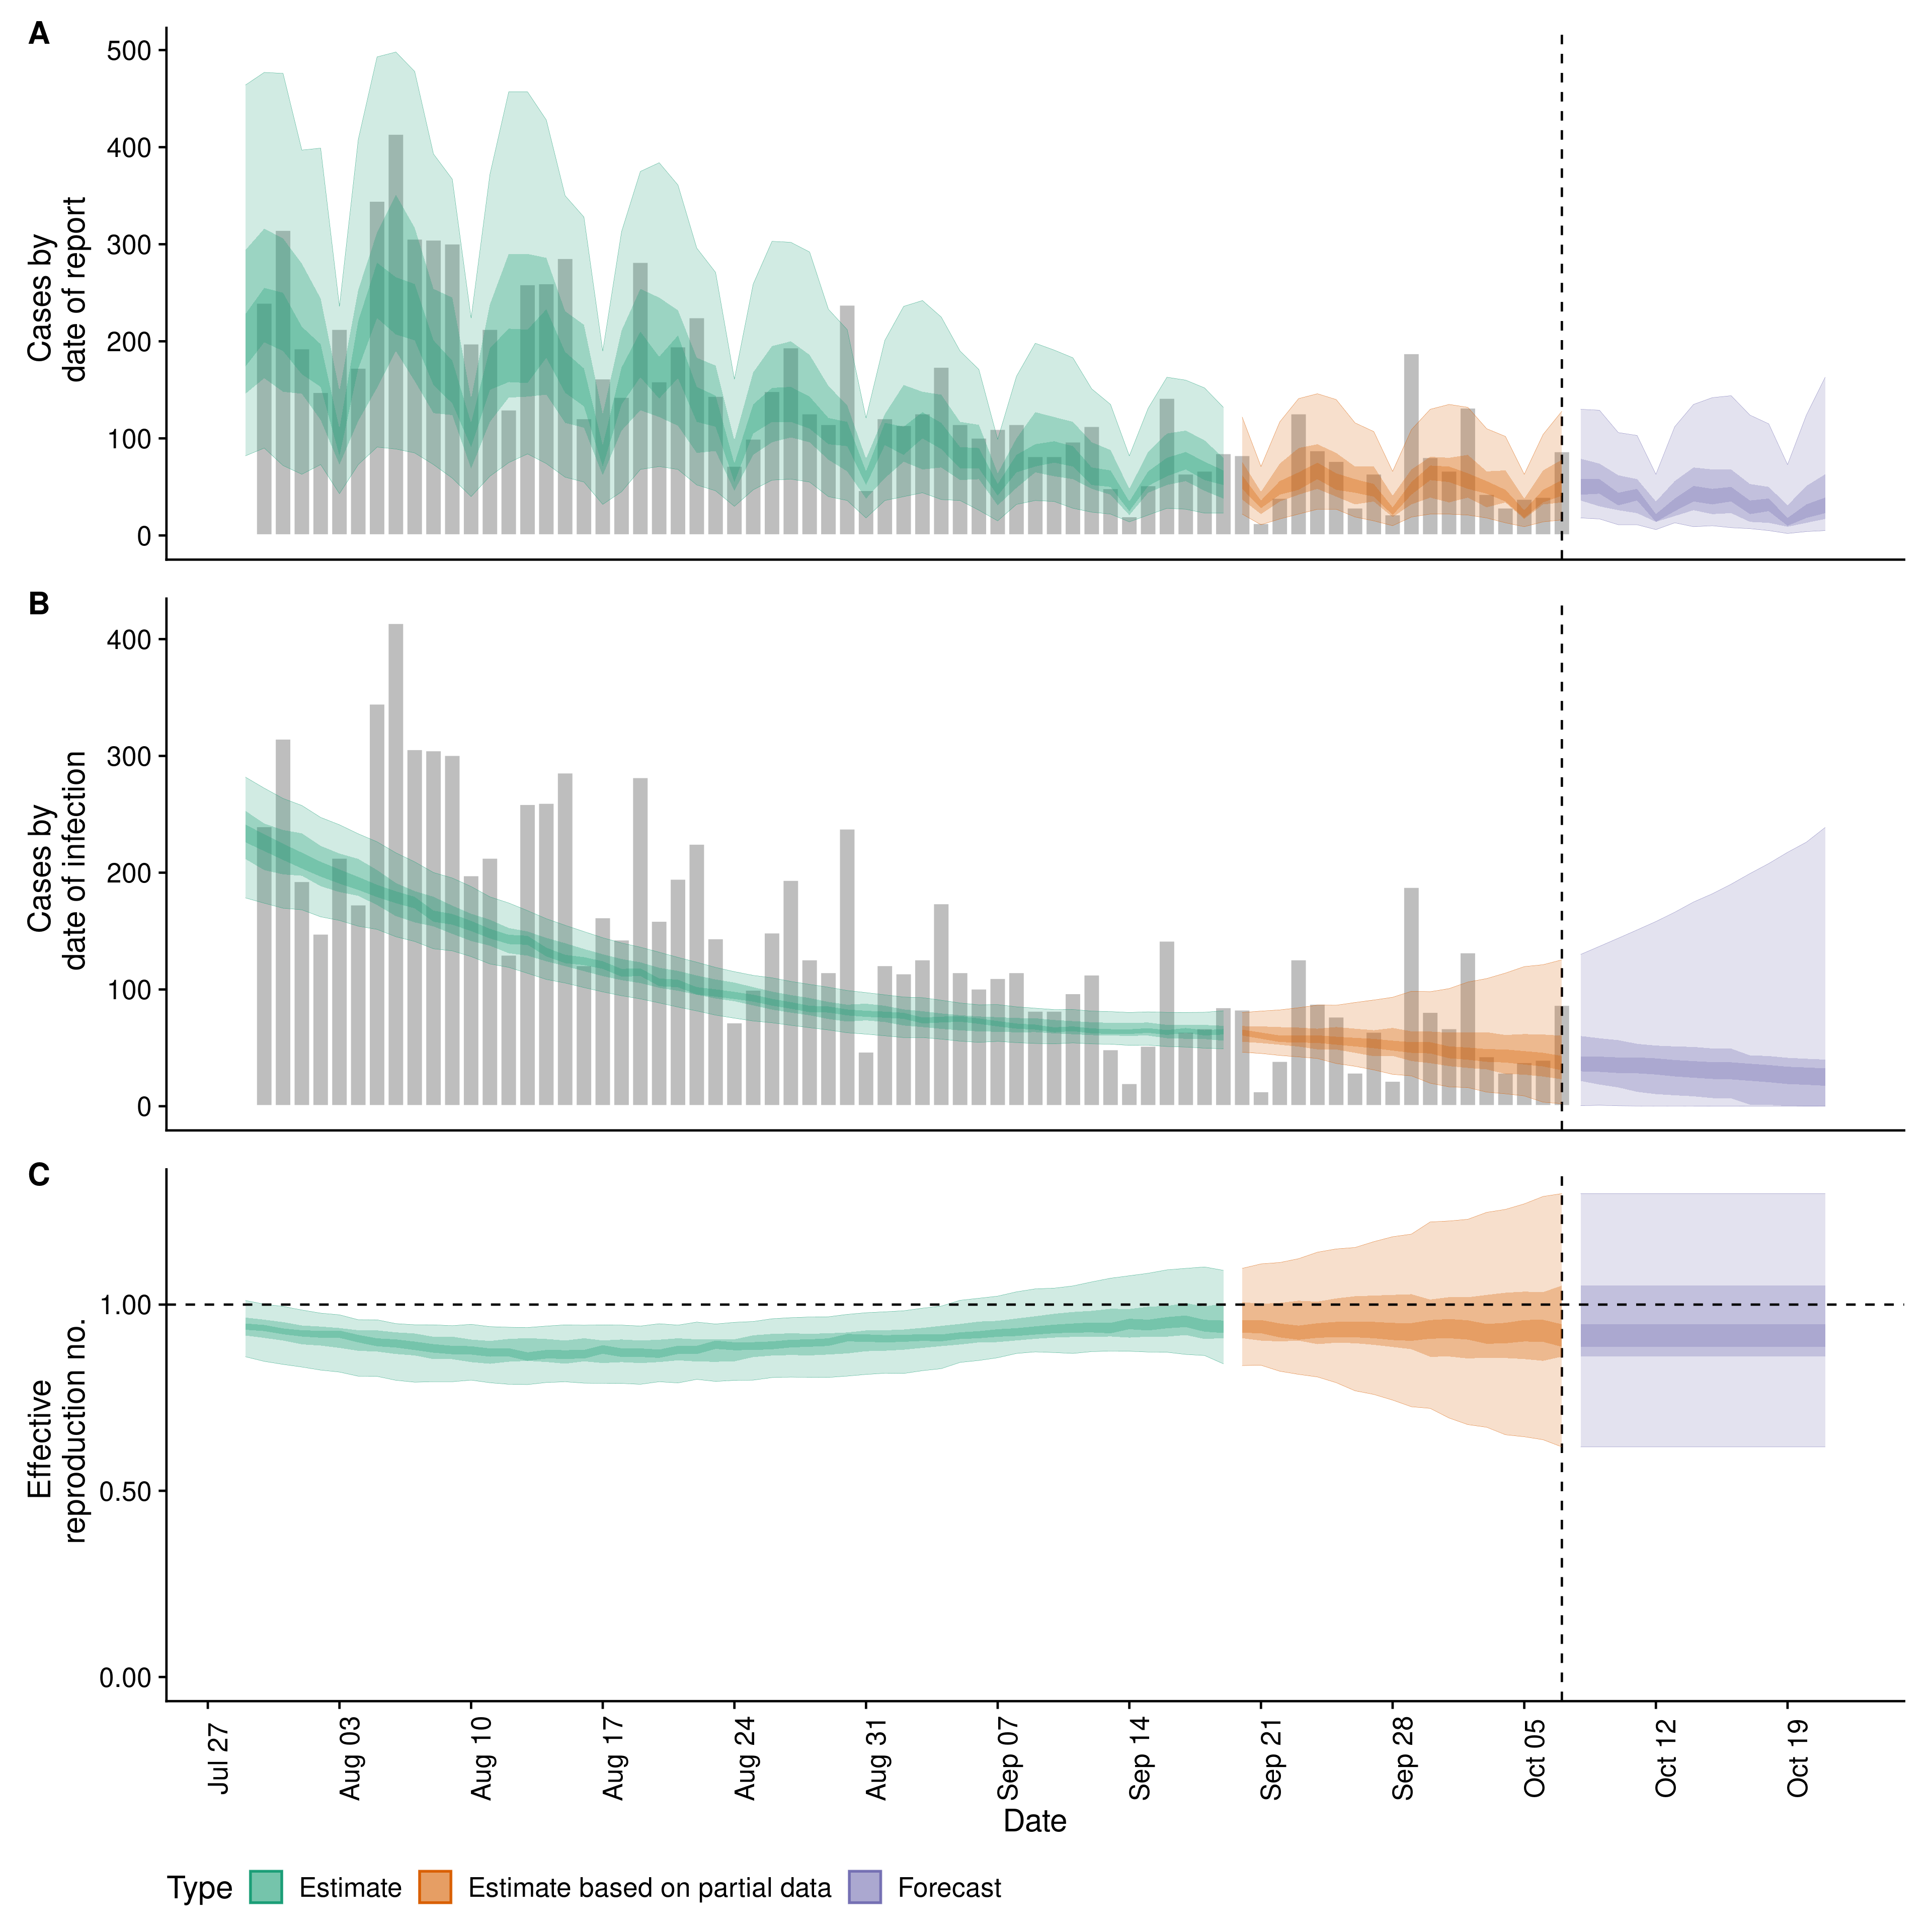 A
500
400
300
200
100
0
Cases by
date of report
B
400
300
200
100
0
Cases by
date of infection
C
1.00
0.50
0.00
Effective
reproduction no.
Jul 27
Aug 03
Aug 10
Aug 17
Aug 24
Aug 31
Sep 07
Sep 14
Sep 21
Sep 28
Oct 05
Oct 12
Oct 19
Date
Type Estimate Estimate based on partial data Forecast